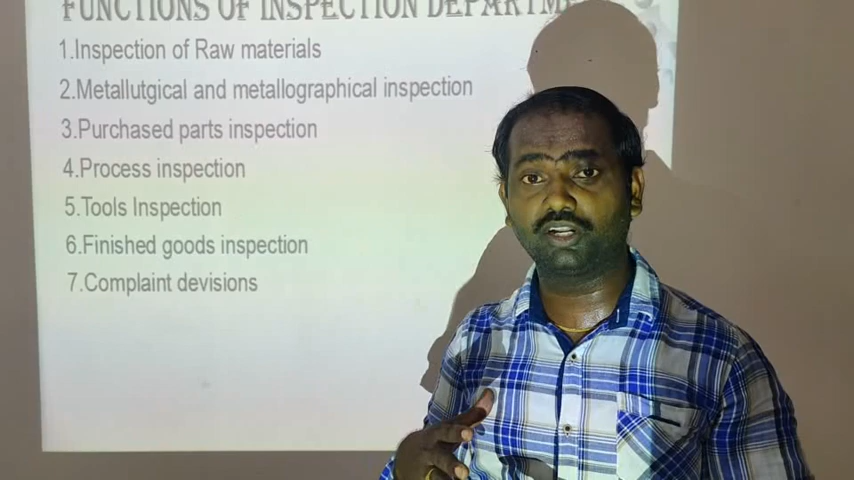 FUNCTIONS OF INSPECTION DEPARTME
1.Inspection of Raw materials
2.Metallutgical and metallographical inspection
3.Purchased parts inspection
4.Process inspection
5.Tools Inspection
6.Finished goods inspection
7.Complaint devisions